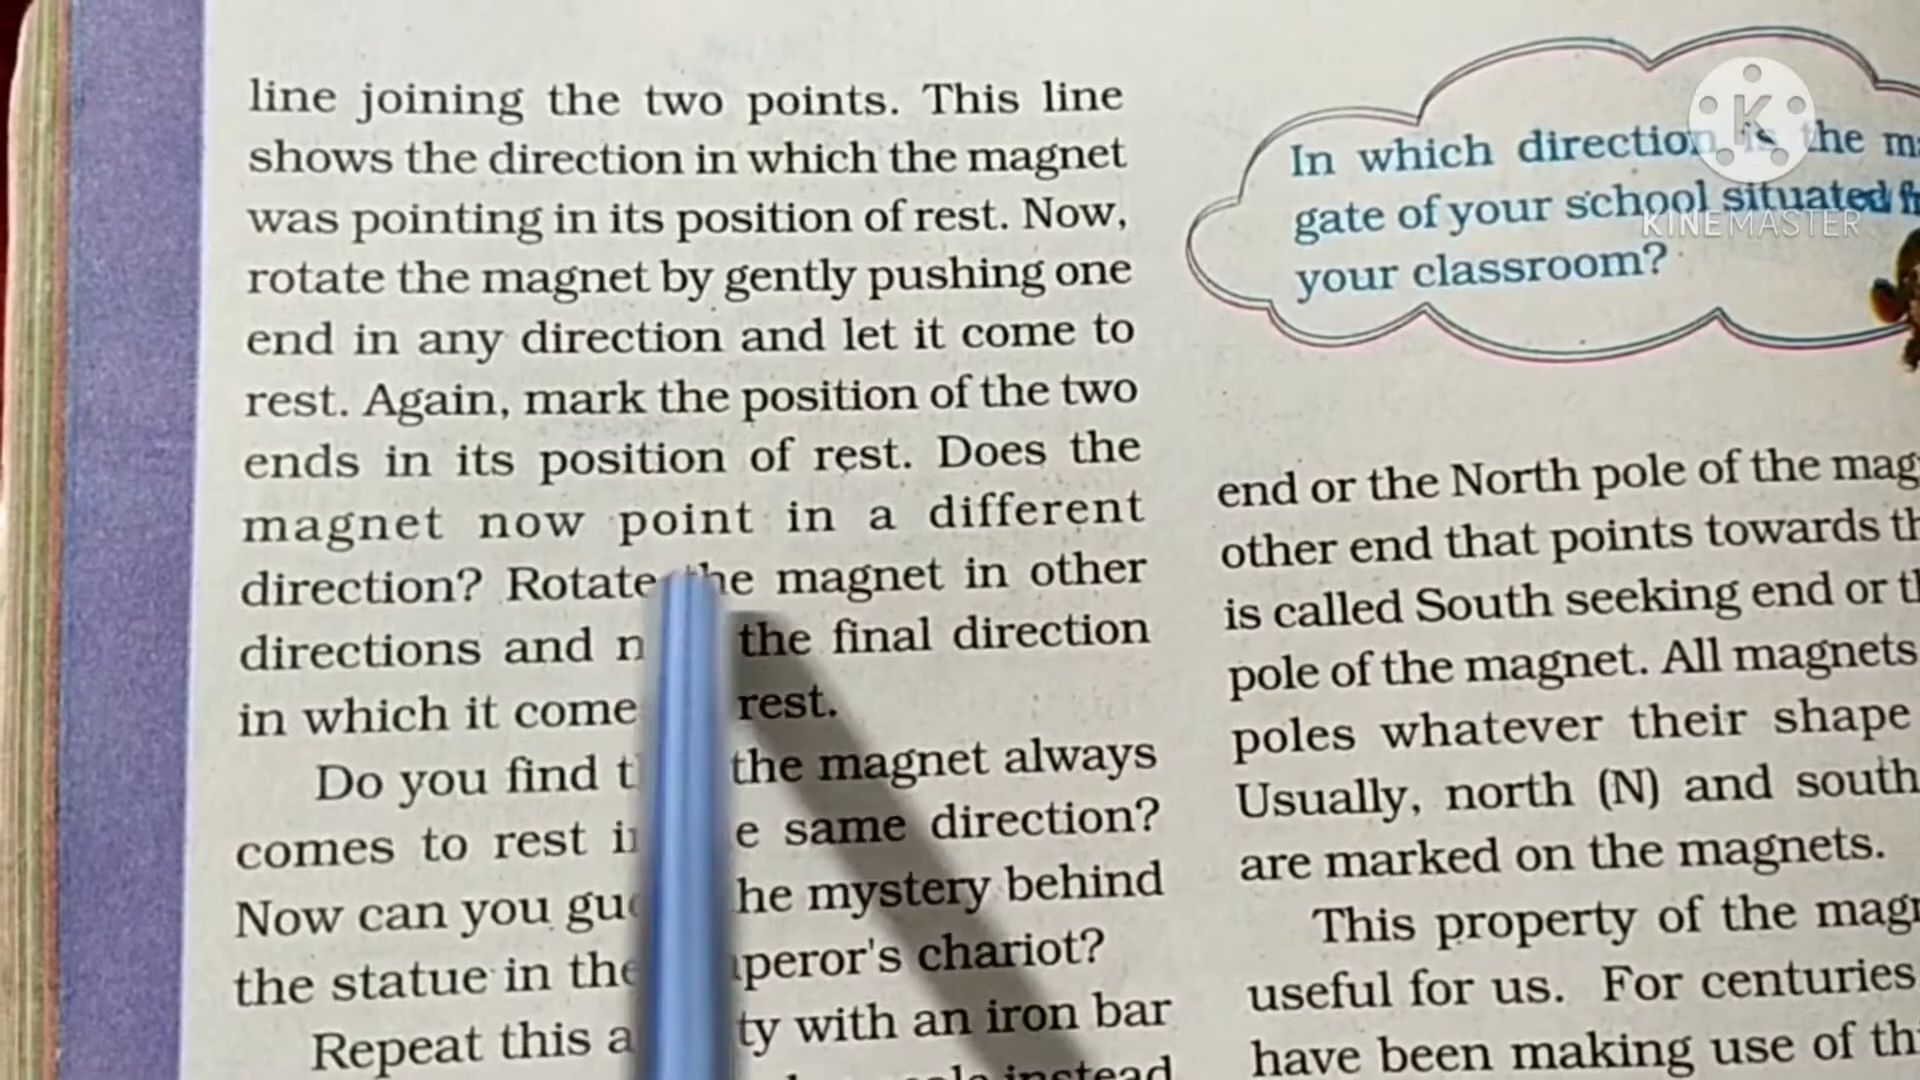 line joining the two points. This line
shows the direction in which the magnet
was pointing in its position of rest. Now,
rotate the magnet by gently pushing one
end in any direction and let it come to
rest. Again, mark the position of the two
ends in its position of rest. Does the
magnet now point in a different
direction? Rotate the magnet in other
directions and the final direction
in which it come rest.
Do you find the magnet always
comes to rest same direction?
Now can you mystery behind
the statue in chariot?
Repeat this with an iron bar
instead
In which direction is the
gate of your school situated
your classroom?
end or the North pole of the
other end that points towards
is called South seeking end or
pole of the magnet. All magnets
poles whatever their shape
Usually, north (N) and south
are marked on the magnets.
This property of the
useful for us. For centuries
have been making use of
K
KINEMASTER